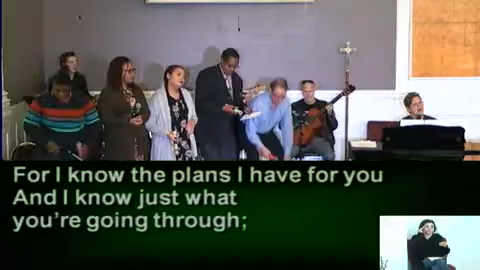 For I know the plans I have for you
And I know just what
you're going through;